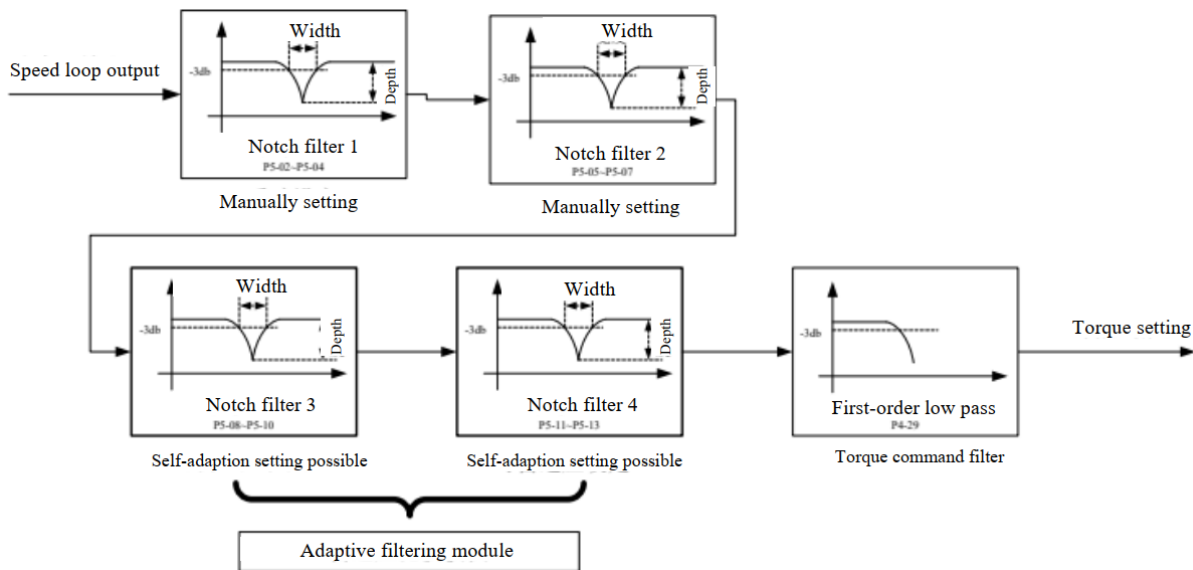 Speed loop output
Width
-3db
Depth
Notch filter 1
P5-02~P5-04
Manually setting
Width
-3db
Depth
Notch filter 2
P5-05~P5-07
Manually setting
Width
-3db
Depth
Notch filter 3
P5-08~P5-10
Self-adaption setting possible
Width
-3db
Depth
Notch filter 4
P5-11~P5-13
Self-adaption setting possible
-3db
First-order low pass
P4-29
Torque command filter
Torque setting
Adaptive filtering module